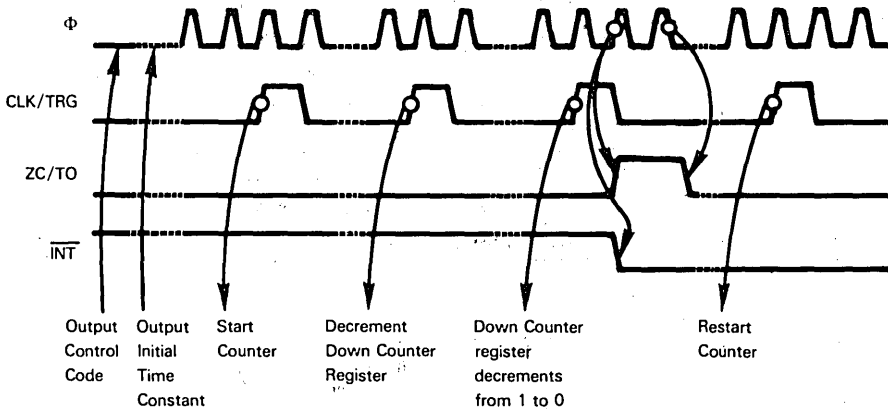 Φ
CLK/TRG
ZC/TO
INT
Output
Control
Code
Output
Initial
Time
Constant
Start
Counter
Decrement
Down Counter
Register
Down Counter
register
decrements
from 1 to 0
Restart
Counter